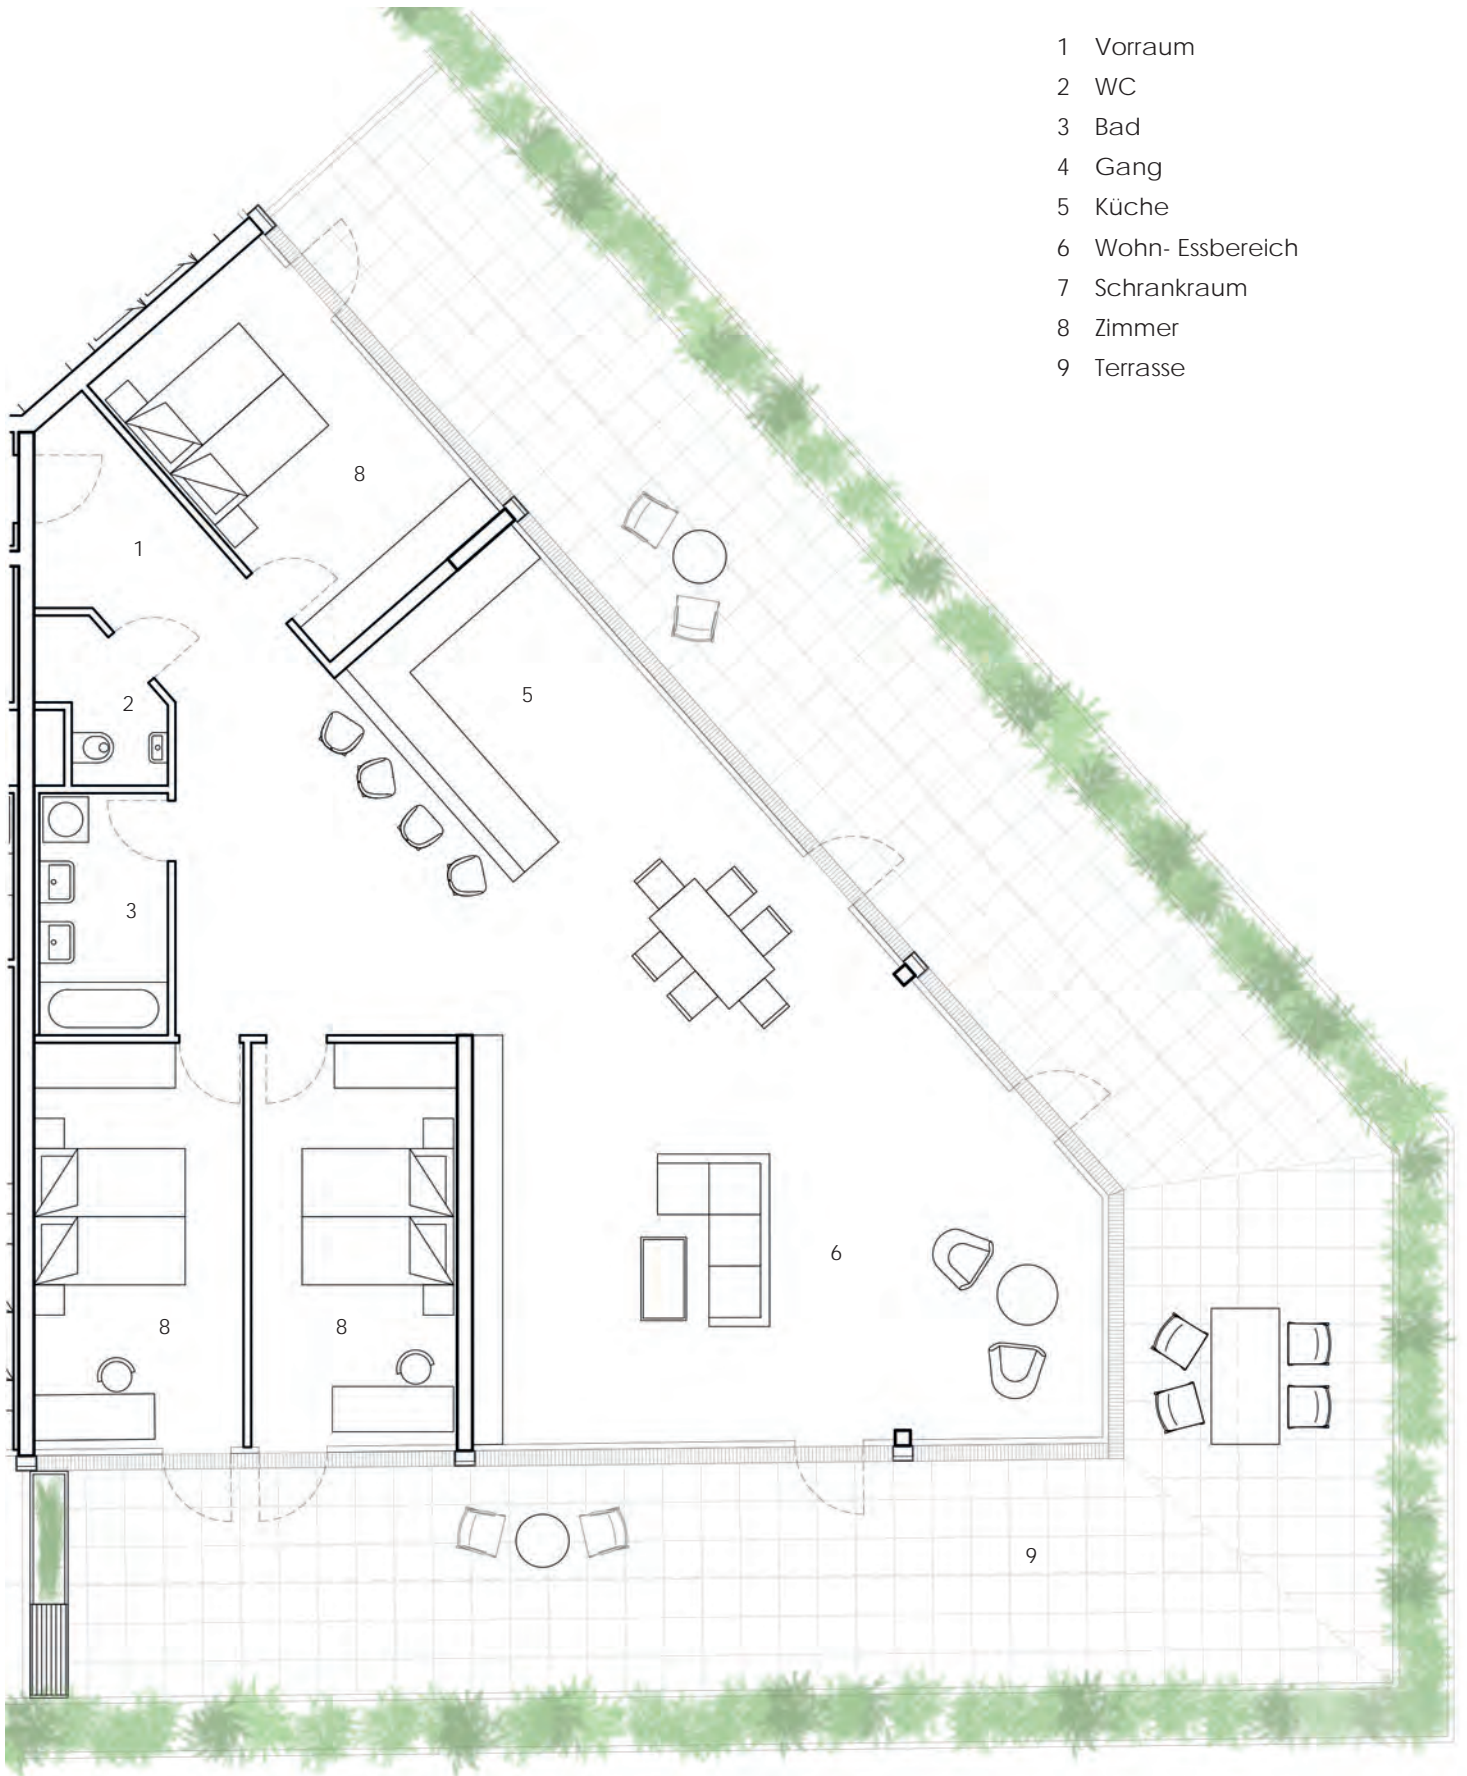 1 Vorraum
2 WC
3 Bad
4 Gang
5 Küche
6 Wohn- Essbereich
7 Schrankraum
8 Zimmer
9 Terrasse
8
1
5
2
3
6
8
8
9